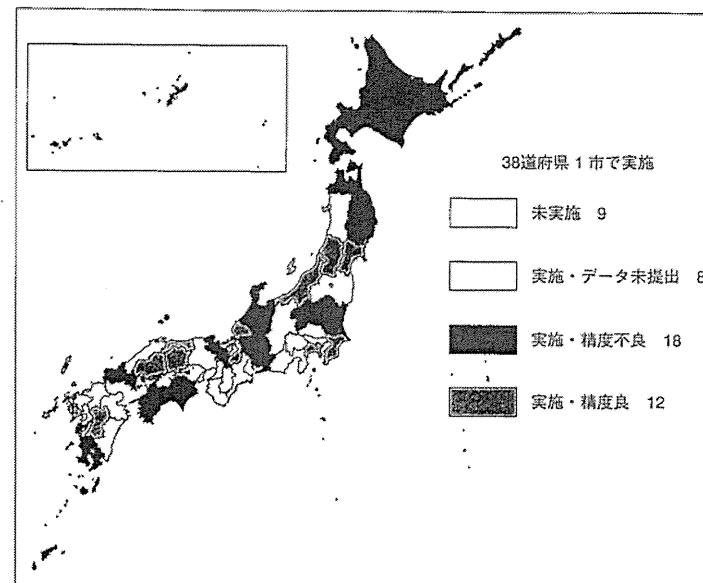 38道府県 1 市で実施
未実施 9
実施・データ未提出 8
実施・精度不良 18
実施・精度良 12